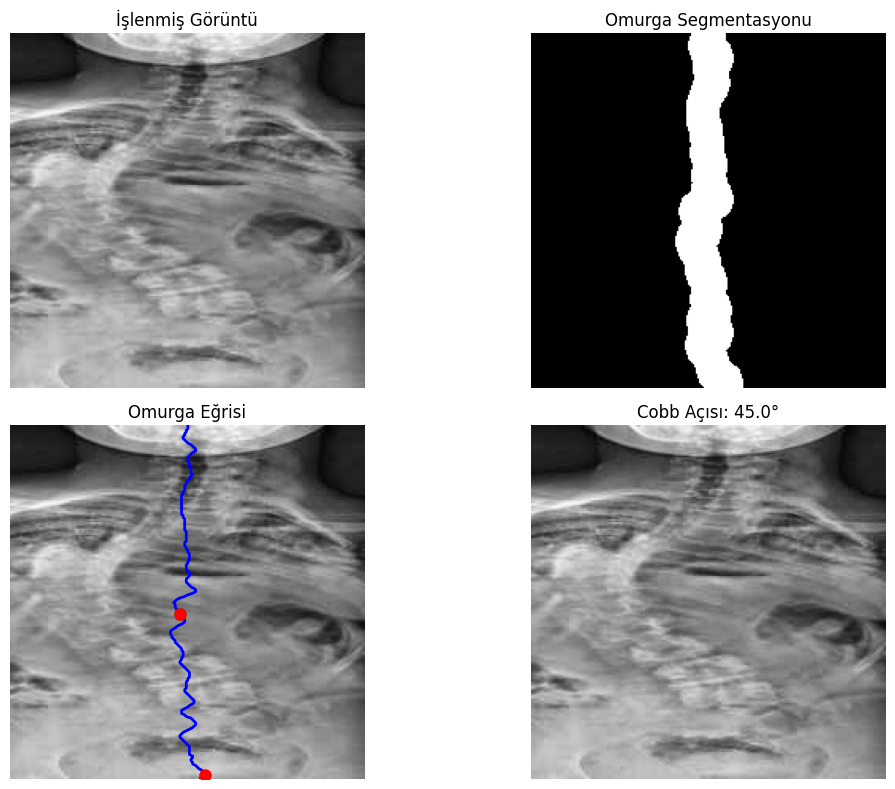 İşlenmiş Görüntü
Omurga Segmentasyonu
Omurga Eğrisi
Cobb Açısı: 45.0°